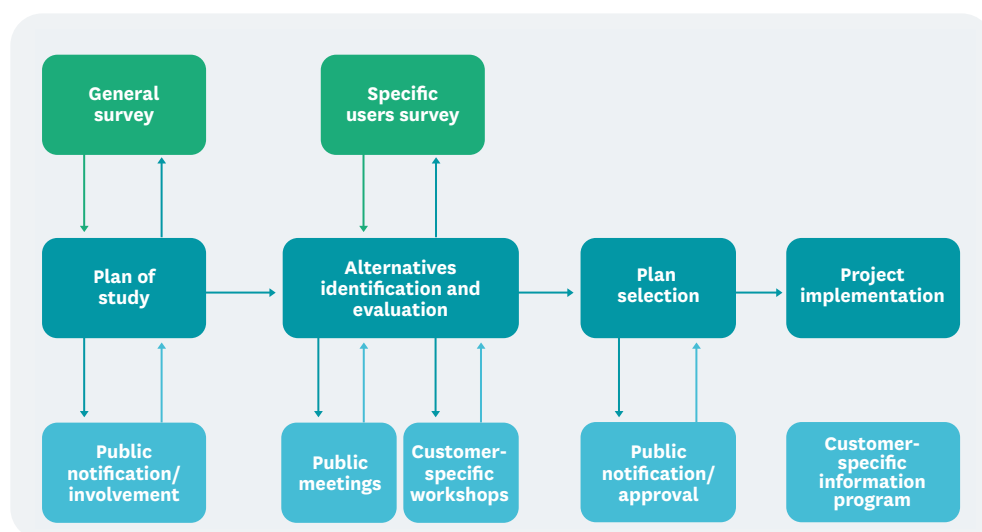 General
survey
Specific
users survey
Plan of
study
Alternatives
identification and
evaluation
Plan
selection
Project
implementation
Public
notification/
involvement
Public
meetings
Customer-
specific
workshops
Public
notification/
approval
Customer-
specific
information
program